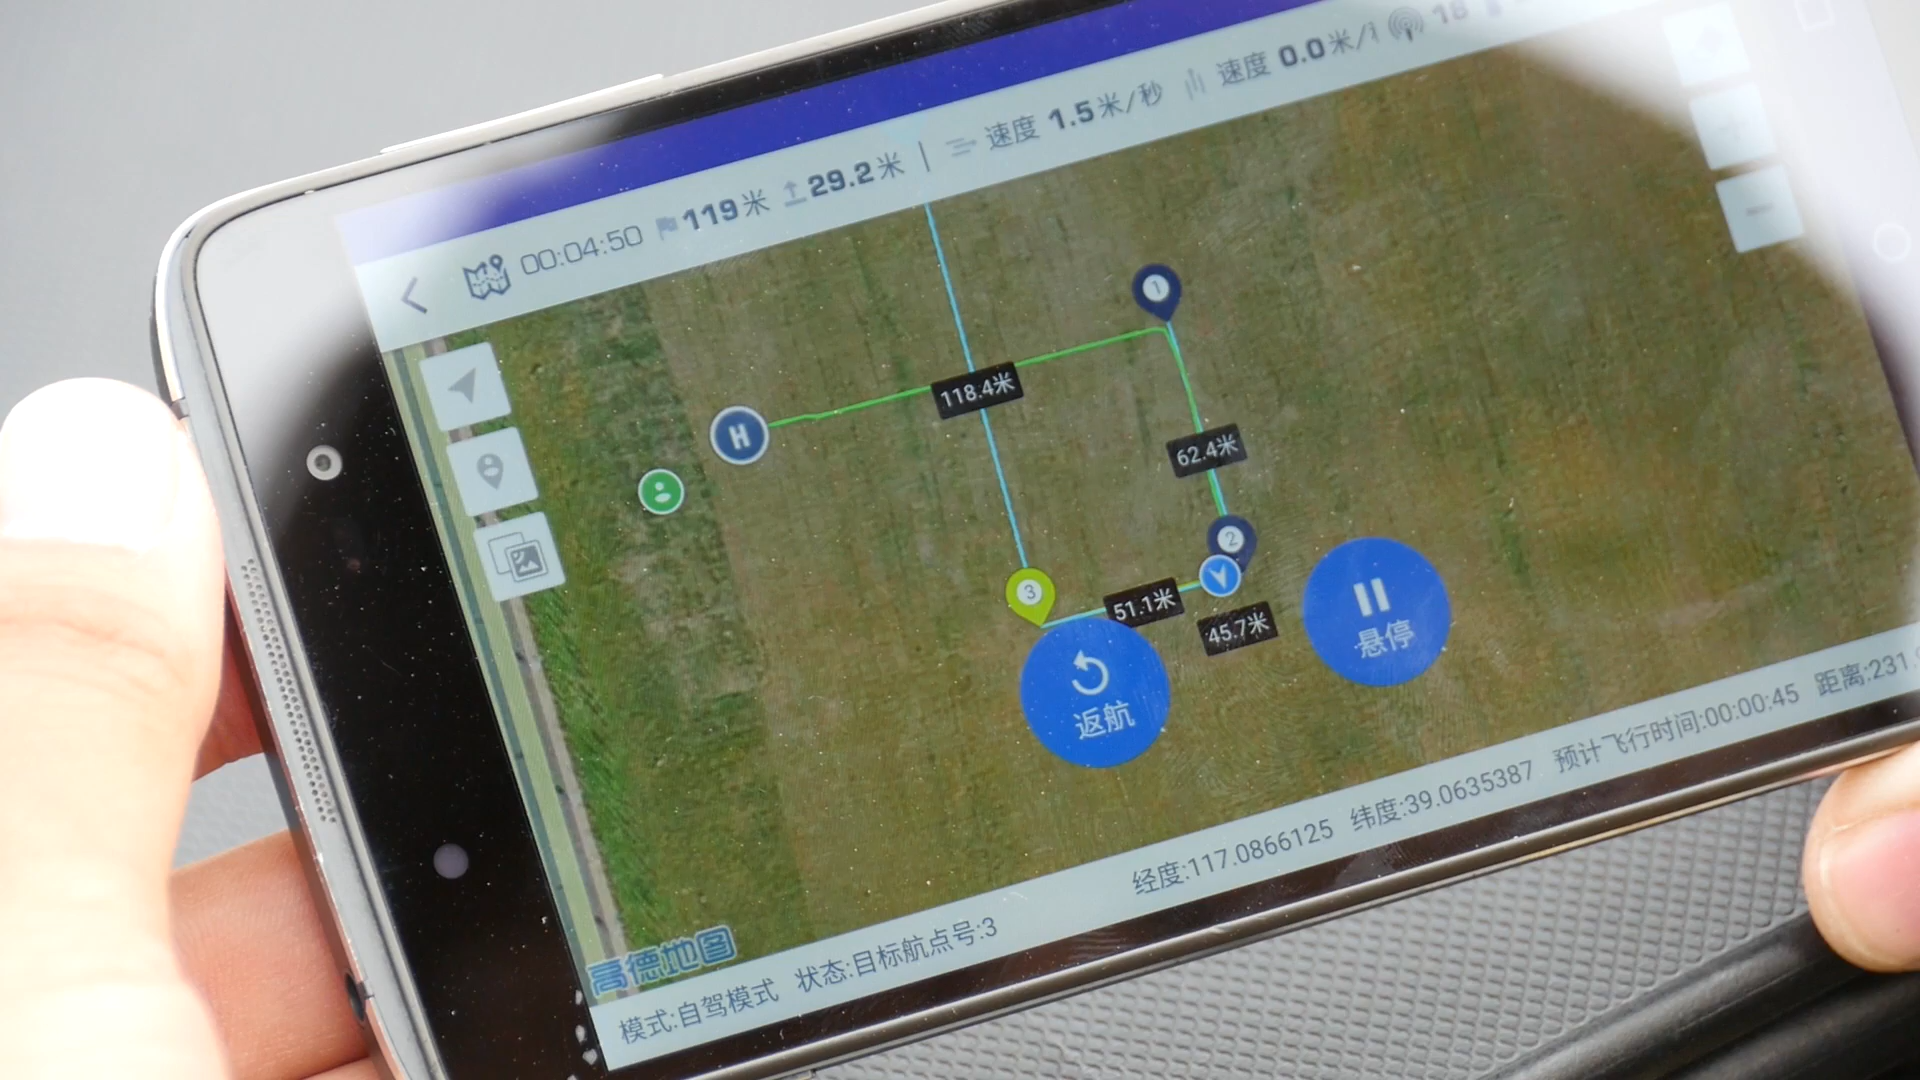 00:04:50 119米 29.2米 | 速度 1.5米/秒 速度 0.0米/ 18
1
118.4米
H
62.4米
2
3
51.1米
45.7米
悬停
返航
高德地图
模式:自驾模式 状态:目标航点号:3 经度:117.0866125 纬度:39.0635387 预计飞行时间:00:00:45 距离:231.